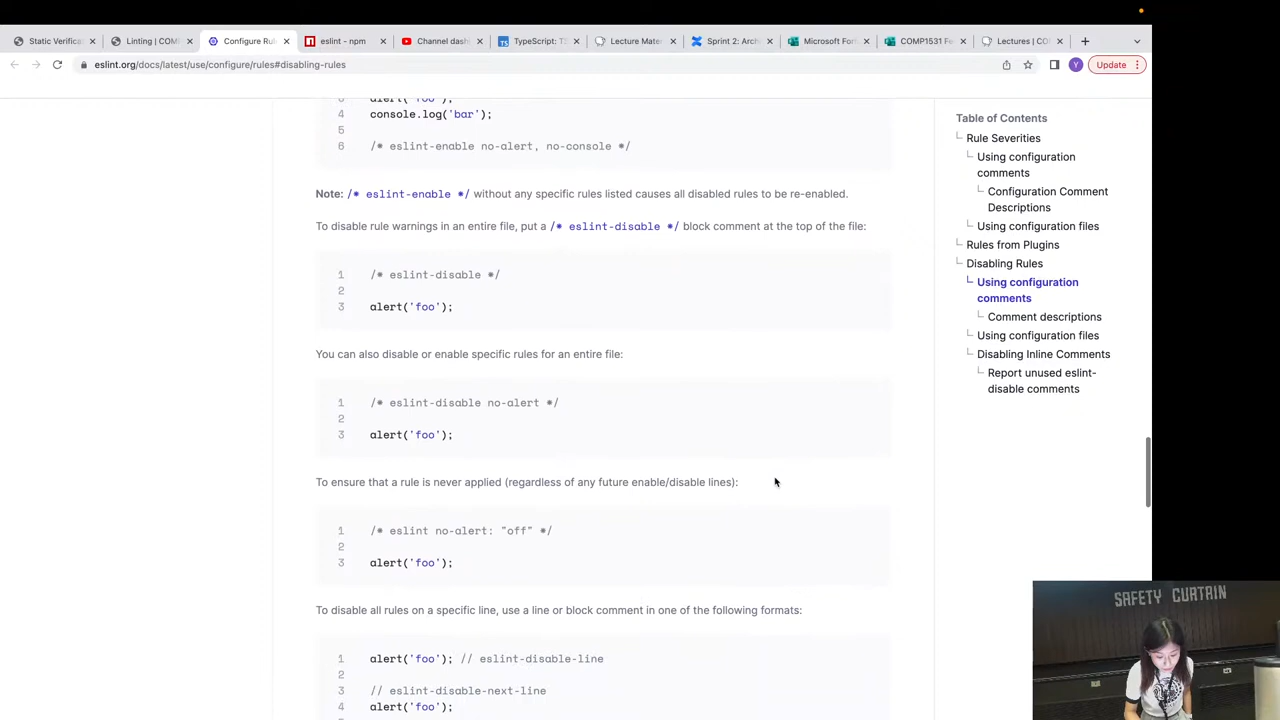 Static Verifica
Linting | COM
Configure Ru
eslint - npm
Channel dash
TypeScript: T
Lecture Mate
Sprint 2: Arch
Microsoft For
COMP1531 F
Lectures | CO
eslint.org/docs/latest/use/configure/rules#disabling-rules
Y
Update
3 alert('foo');
4 console.log('bar');
5
6 /* eslint-enable no-alert, no-console */
Note: /* eslint-enable */ without any specific rules listed causes all disabled rules to be re-enabled.
To disable rule warnings in an entire file, put a /* eslint-disable */ block comment at the top of the file:
1 /* eslint-disable */
2
3 alert('foo');
You can also disable or enable specific rules for an entire file:
1 /* eslint-disable no-alert */
2
3 alert('foo');
To ensure that a rule is never applied (regardless of any future enable/disable lines):
1 /* eslint no-alert: "off" */
2
3 alert('foo');
To disable all rules on a specific line, use a line or block comment in one of the following formats:
1 alert('foo'); // eslint-disable-line
2
3 // eslint-disable-next-line
4 alert('foo');
Table of Contents
Rule Severities
Using configuration
comments
Configuration Comment
Descriptions
Using configuration files
Rules from Plugins
Disabling Rules
Using configuration
comments
Comment descriptions
Using configuration files
Disabling Inline Comments
Report unused eslint-
disable comments
SAFETY CURTAIN